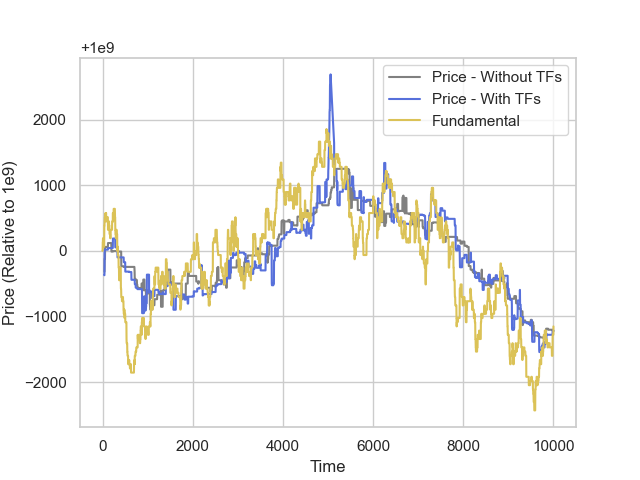 +1e9
Price - Without TFs
Price - With TFs
Fundamental
Price (Relative to 1e9)
2000
1000
0
−1000
−2000
0 2000 4000 6000 8000 10000
Time